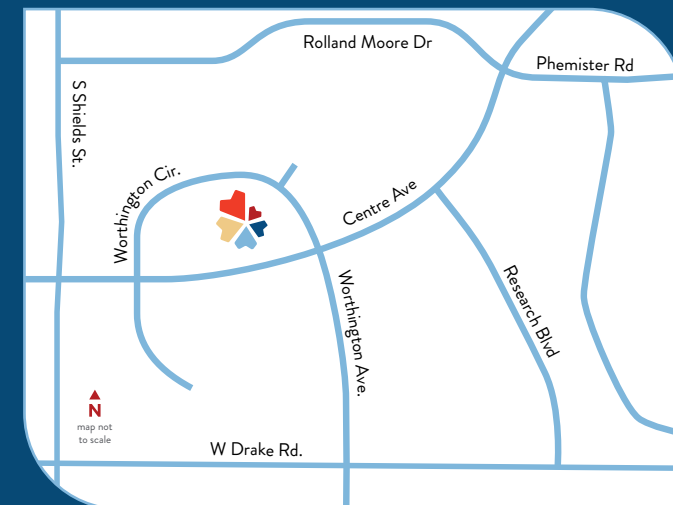 Rolland Moore Dr
Phemister Rd
S Shields St.
Worthington Cir.
Centre Ave
Worthington Ave.
Research Blvd
N
map not
to scale
W Drake Rd.